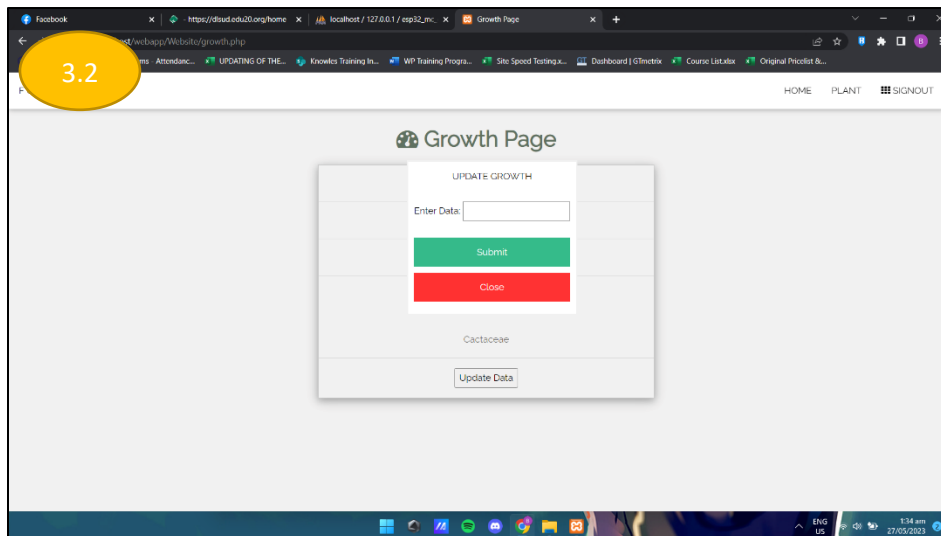 Facebook
- https://dlsud.edu20.org/home
localhost / 127.0.0.1 / esp32_mc_
Growth Page
st/webapp/Website/growth.php
ms - Attendanc...
UPDATING OF THE...
Knowles Training In...
WP Training Progra...
Site Speed Testing.x...
Dashboard | GTmetrix
Course List.xlsx
Original Pricelist &...
3.2
F
HOME
PLANT
SIGNOUT
Growth Page
UPDATE GROWTH
Enter Data:
Submit
Close
Cactaceae
Update Data
ENG
US
1:34 am
27/05/2023